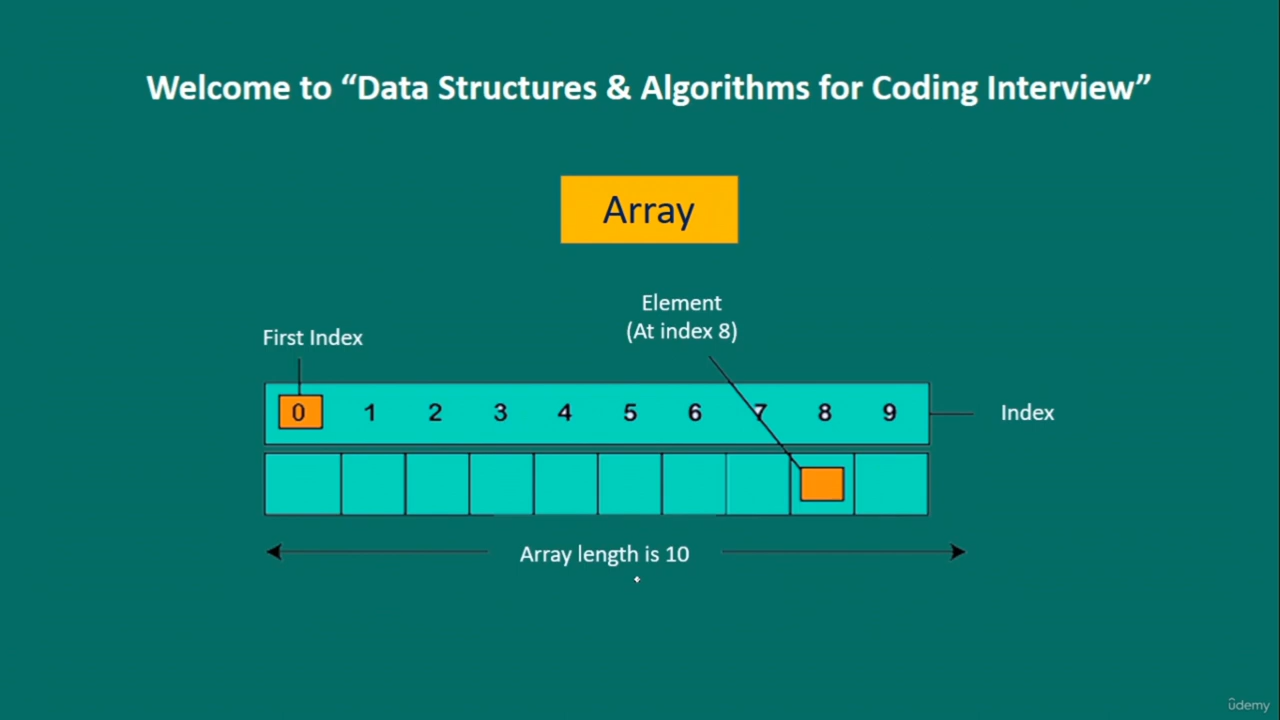 Welcome to “Data Structures & Algorithms for Coding Interview”
Array
Element
(At index 8)
First Index
0 1 2 3 4 5 6 7 8 9
Index
Array length is 10
ûdemy